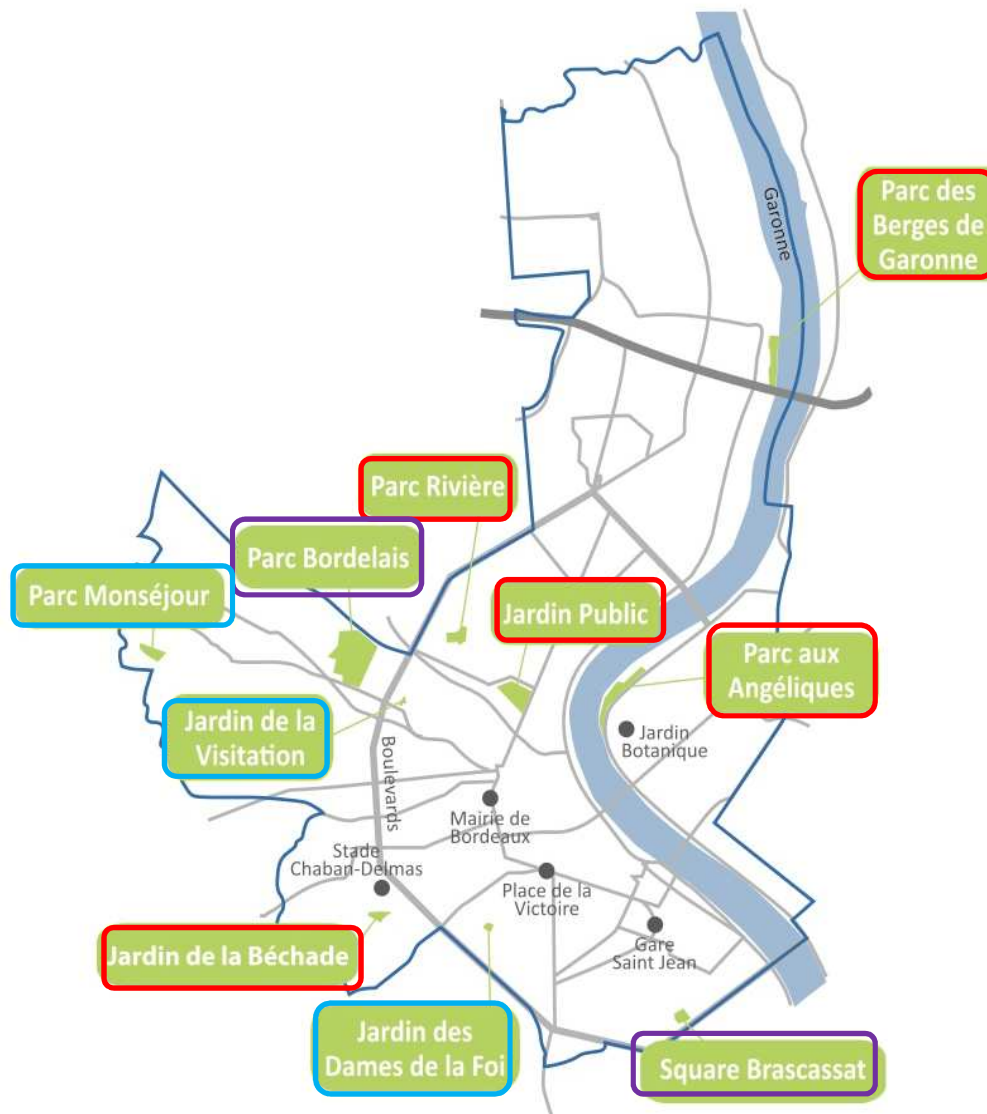 Garonne
Parc des
Berges de
Garonne
Parc Rivière
Parc Bordelais
Parc Monséjour
Jardin Public
Parc aux
Angéliques
Jardin de la
Visitation
Boulevards
Jardin
Botanique
Mairie de
Bordeaux
Stade
Chaban-Delmas
Place de la
Victoire
Gare
Saint Jean
Jardin de la Béchade
Jardin des
Dames de la Foi
Square Brascassat